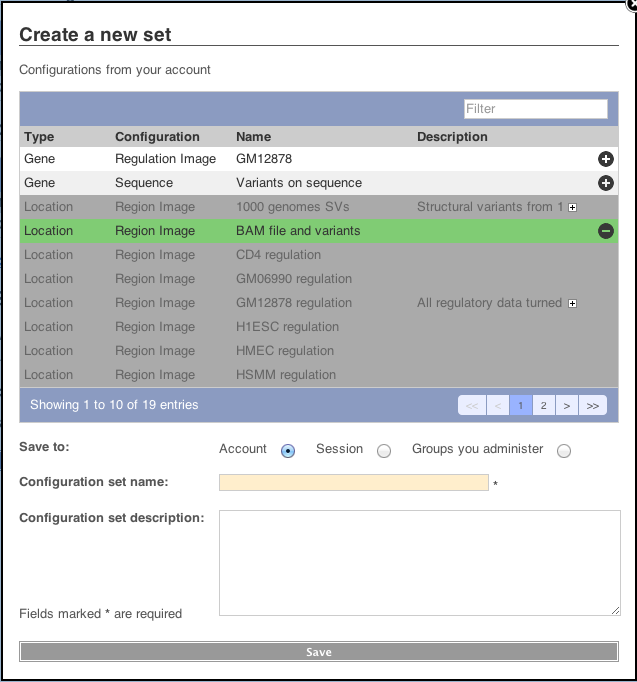 Create a new set
Configurations from your account
Filter
Type Configuration Name Description
Gene Regulation Image GM12878
Gene Sequence Variants on sequence
Location Region Image 1000 genomes SVs Structural variants from 1
Location Region Image BAM file and variants
Location Region Image CD4 regulation
Location Region Image GM06990 regulation
Location Region Image GM12878 regulation All regulatory data turned
Location Region Image H1ESC regulation
Location Region Image HMEC regulation
Location Region Image HSMM regulation
Showing 1 to 10 of 19 entries << < 1 2 > >>
Save to: Account Session Groups you administer
Configuration set name: *
Configuration set description:
Fields marked * are required
Save